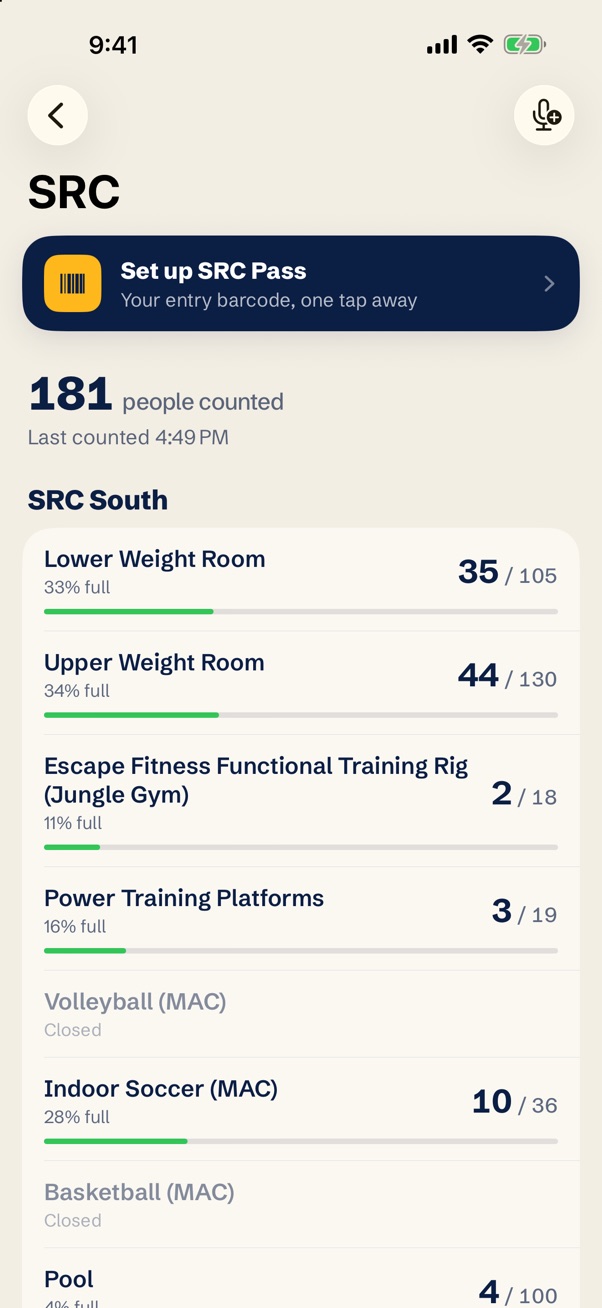 9:41
SRC
Set up SRC Pass
Your entry barcode, one tap away
181 people counted
Last counted 4:49 PM
SRC South
Lower Weight Room
33% full
35 / 105
Upper Weight Room
34% full
44 / 130
Escape Fitness Functional Training Rig
(Jungle Gym)
11% full
2 / 18
Power Training Platforms
16% full
3 / 19
Volleyball (MAC)
Closed
Indoor Soccer (MAC)
28% full
10 / 36
Basketball (MAC)
Closed
Pool
4% full
4 / 100